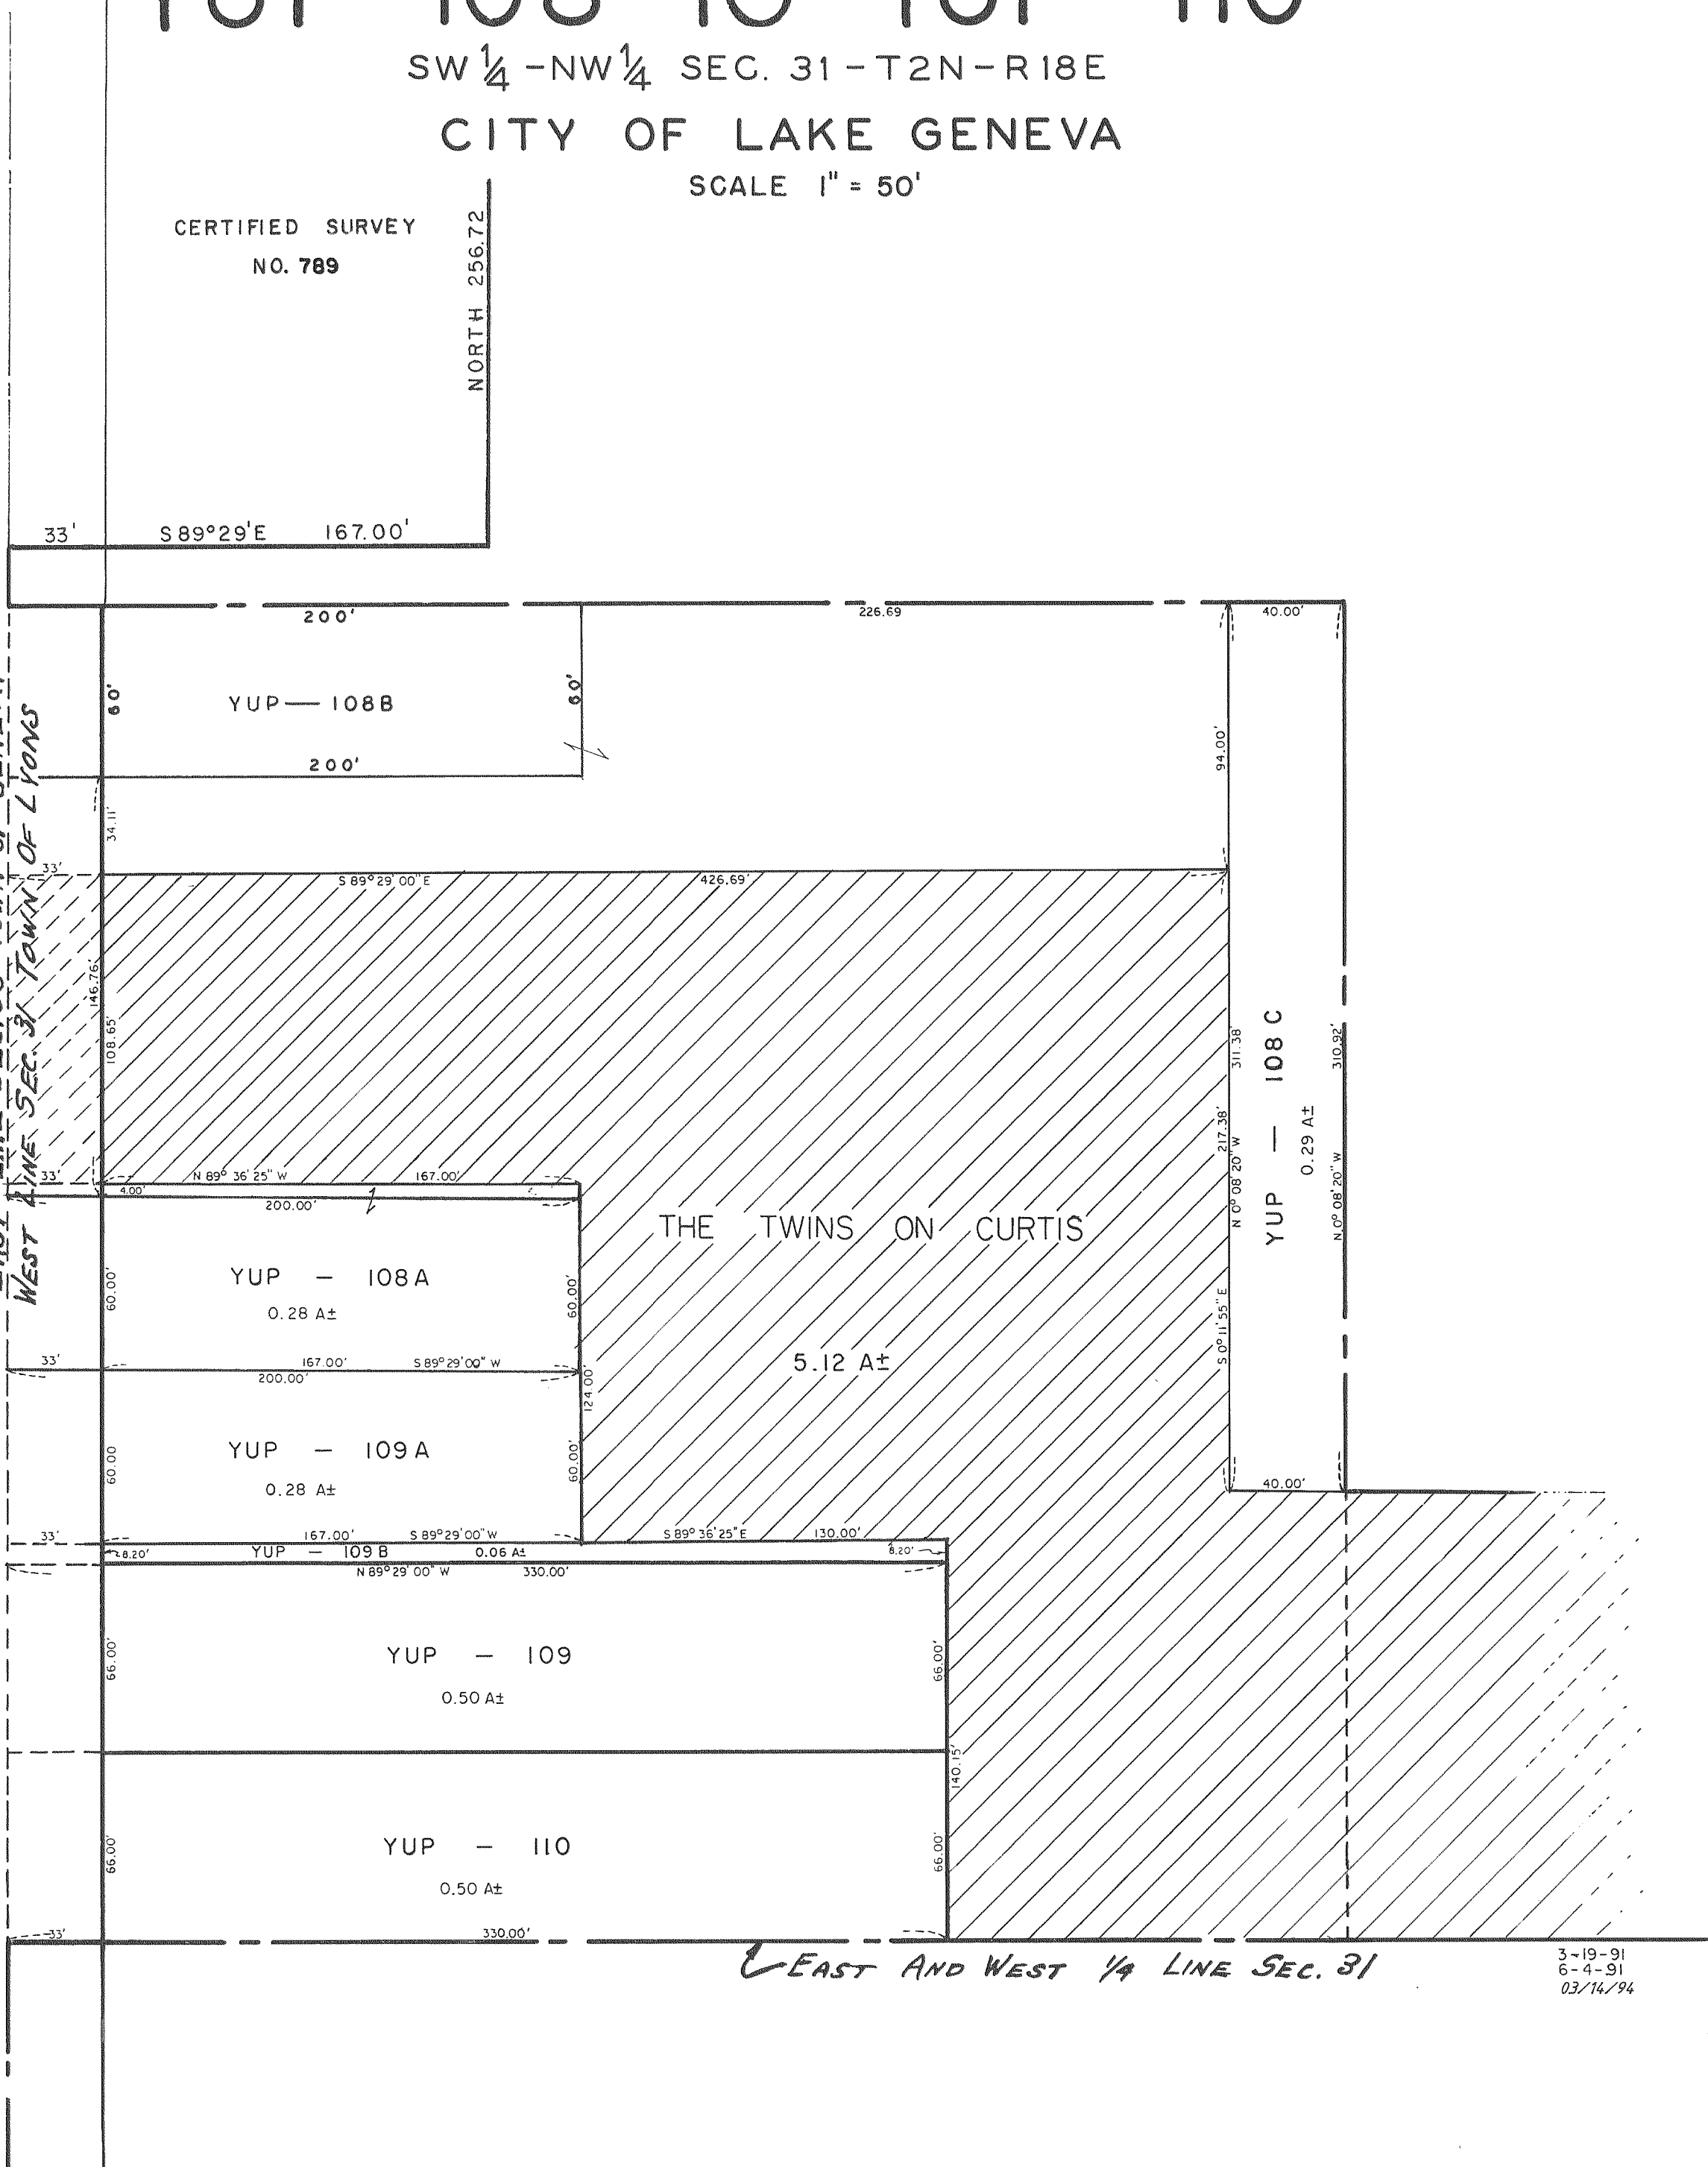 SW 1/4 - NW 1/4 SEC. 31 - T2N - R18E
CITY OF LAKE GENEVA
SCALE 1" = 50'
CERTIFIED SURVEY
NO. 789
NORTH 256.72
33'
S 89°29'E 167.00'
200'
226.69
40.00'
60'
YUP — 108B
60'
94.00'
200'
34.11'
33'
S 89°29'00"E
426.69'
WEST LINE SEC. 31 TOWN OF LYONS
146.76'
108.65'
311.38'
217.38'
N 0° 08' 20" W
S 0° 11' 55" E
YUP — 108C
0.29 A±
310.92'
N 0° 08' 20" W
33'
N 89° 36' 25" W 167.00'
4.00'
200.00'
THE TWINS ON CURTIS
5.12 A±
YUP - 108A
0.28 A±
60.00'
60.00'
33'
167.00' S 89°29'00" W
200.00'
124.00'
YUP - 109A
0.28 A±
60.00
60.00'
40.00'
33'
167.00' S 89°29'00" W
S 89° 36' 25" E 130.00'
8.20'
YUP - 109B 0.06 A±
8.20'
N 89° 29' 00" W 330.00'
66.00'
YUP - 109
0.50 A±
66.00'
140.15'
66.00'
YUP - 110
0.50 A±
66.00'
33'
330.00'
EAST AND WEST 1/4 LINE SEC. 31
3-19-91
6-4-91
03/14/94